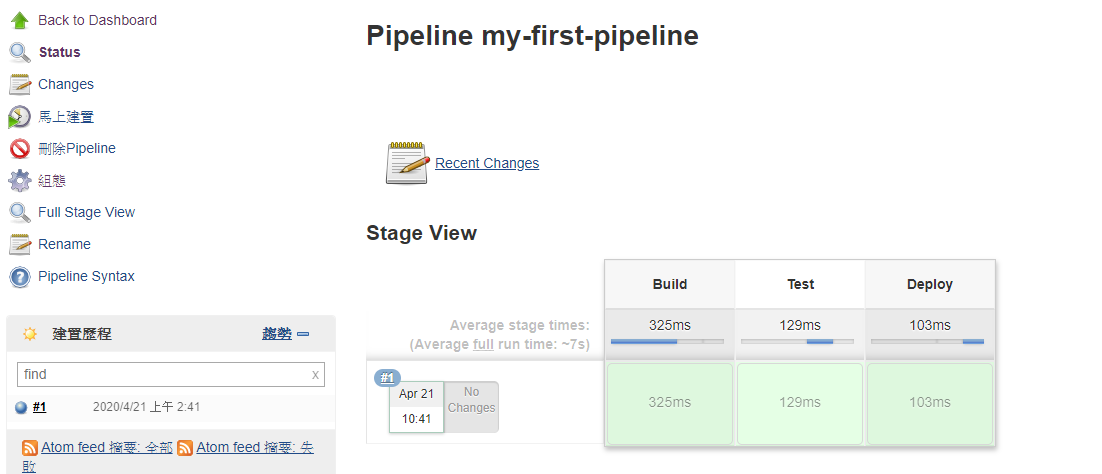 Back to Dashboard
Status
Changes
馬上建置
刪除Pipeline
組態
Full Stage View
Rename
Pipeline Syntax
建置歷程
趨勢
find
x
#1
2020/4/21 上午 2:41
Atom feed 摘要: 全部
Atom feed 摘要: 失
敗
Pipeline my-first-pipeline
Recent Changes
Stage View
Build
Test
Deploy
Average stage times:
(Average full run time: ~7s)
325ms
129ms
103ms
#1
Apr 21
10:41
No
Changes
325ms
129ms
103ms